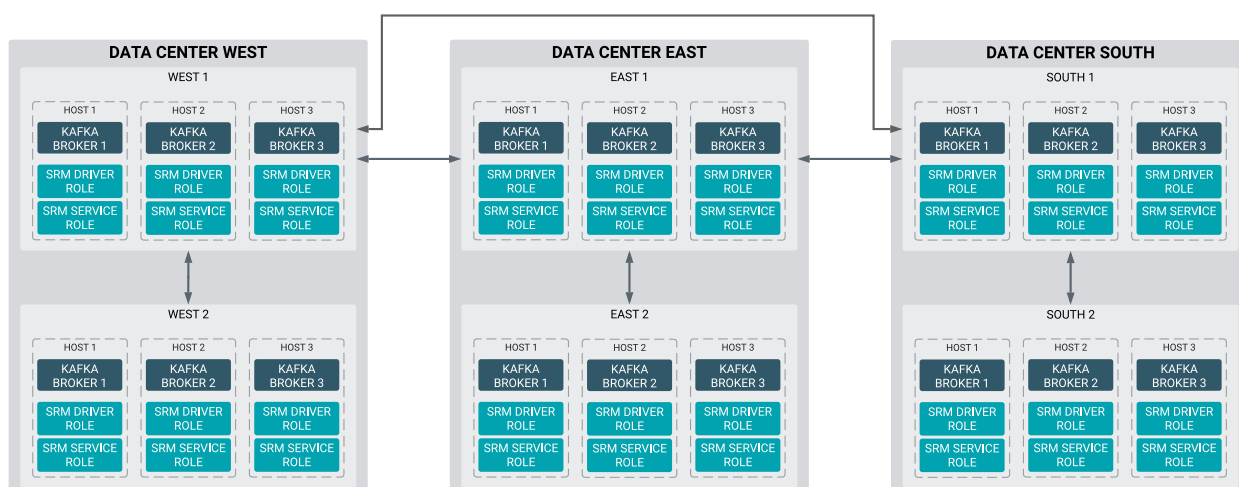 DATA CENTER WEST
WEST 1
HOST 1
KAFKA
BROKER 1
SRM DRIVER
ROLE
SRM SERVICE
ROLE
HOST 2
KAFKA
BROKER 2
SRM DRIVER
ROLE
SRM SERVICE
ROLE
HOST 3
KAFKA
BROKER 3
SRM DRIVER
ROLE
SRM SERVICE
ROLE
WEST 2
HOST 1
KAFKA
BROKER 1
SRM DRIVER
ROLE
SRM SERVICE
ROLE
HOST 2
KAFKA
BROKER 2
SRM DRIVER
ROLE
SRM SERVICE
ROLE
HOST 3
KAFKA
BROKER 3
SRM DRIVER
ROLE
SRM SERVICE
ROLE
DATA CENTER EAST
EAST 1
HOST 1
KAFKA
BROKER 1
SRM DRIVER
ROLE
SRM SERVICE
ROLE
HOST 2
KAFKA
BROKER 2
SRM DRIVER
ROLE
SRM SERVICE
ROLE
HOST 3
KAFKA
BROKER 3
SRM DRIVER
ROLE
SRM SERVICE
ROLE
EAST 2
HOST 1
KAFKA
BROKER 1
SRM DRIVER
ROLE
SRM SERVICE
ROLE
HOST 2
KAFKA
BROKER 2
SRM DRIVER
ROLE
SRM SERVICE
ROLE
HOST 3
KAFKA
BROKER 3
SRM DRIVER
ROLE
SRM SERVICE
ROLE
DATA CENTER SOUTH
SOUTH 1
HOST 1
KAFKA
BROKER 1
SRM DRIVER
ROLE
SRM SERVICE
ROLE
HOST 2
KAFKA
BROKER 2
SRM DRIVER
ROLE
SRM SERVICE
ROLE
HOST 3
KAFKA
BROKER 3
SRM DRIVER
ROLE
SRM SERVICE
ROLE
SOUTH 2
HOST 1
KAFKA
BROKER 1
SRM DRIVER
ROLE
SRM SERVICE
ROLE
HOST 2
KAFKA
BROKER 2
SRM DRIVER
ROLE
SRM SERVICE
ROLE
HOST 3
KAFKA
BROKER 3
SRM DRIVER
ROLE
SRM SERVICE
ROLE